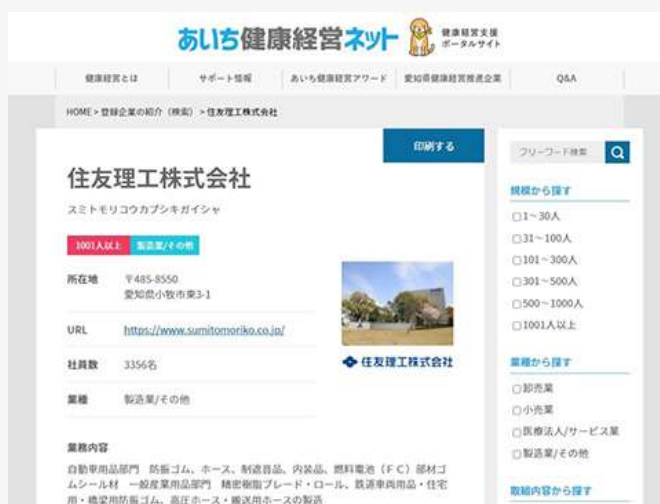 あいち健康経営ネット
健康経営支援
ポータルサイト
健康経営とは
サポート情報
あいち健康経営アワード
愛知県健康経営推進企業
Q&A
HOME > 登録企業の紹介（検索） > 住友理工株式会社
印刷する
住友理工株式会社
スミトモリコウカブシキガイシャ
1001人以上
製造業/その他
所在地
〒485-8550
愛知県小牧市東3-1
URL
https://www.sumitomoriko.co.jp/
社員数
3356名
業種
製造業/その他
住友理工株式会社
業務内容
自動車用品部門 防振ゴム、ホース、制遮音品、内装品、燃料電池（ＦＣ）部材ゴ
ムシール材 一般産業用品部門 精密樹脂ブレード・ロール、鉄道車両用品・住宅
用・橋梁用防振ゴム、高圧ホース・搬送用ホースの製造
フリーワード検索
規模から探す
1～30人
31～100人
101～300人
301～500人
500～1000人
1001人以上
業種から探す
卸売業
小売業
医療法人/サービス業
製造業/その他
取組内容から探す